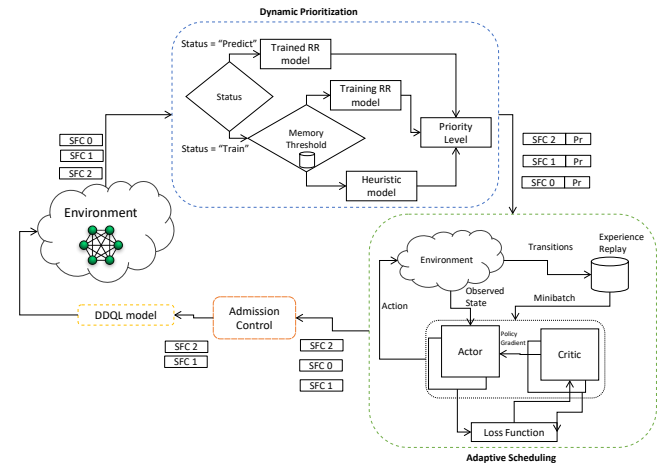 Dynamic Prioritization
Status = "Predict"
Trained RR
model
Status
Training RR
model
Status = "Train"
Memory
Threshold
Priority
Level
Heuristic
model
SFC 0
SFC 1
SFC 2
SFC 2 Pr
SFC 1 Pr
SFC 0 Pr
Environment
Environment
Transitions
Experience
Replay
Observed
State
Action
Minibatch
Policy
Gradient
Actor
Critic
Loss Function
Adaptive Scheduling
DDQL model
Admission
Control
SFC 2
SFC 1
SFC 2
SFC 0
SFC 1